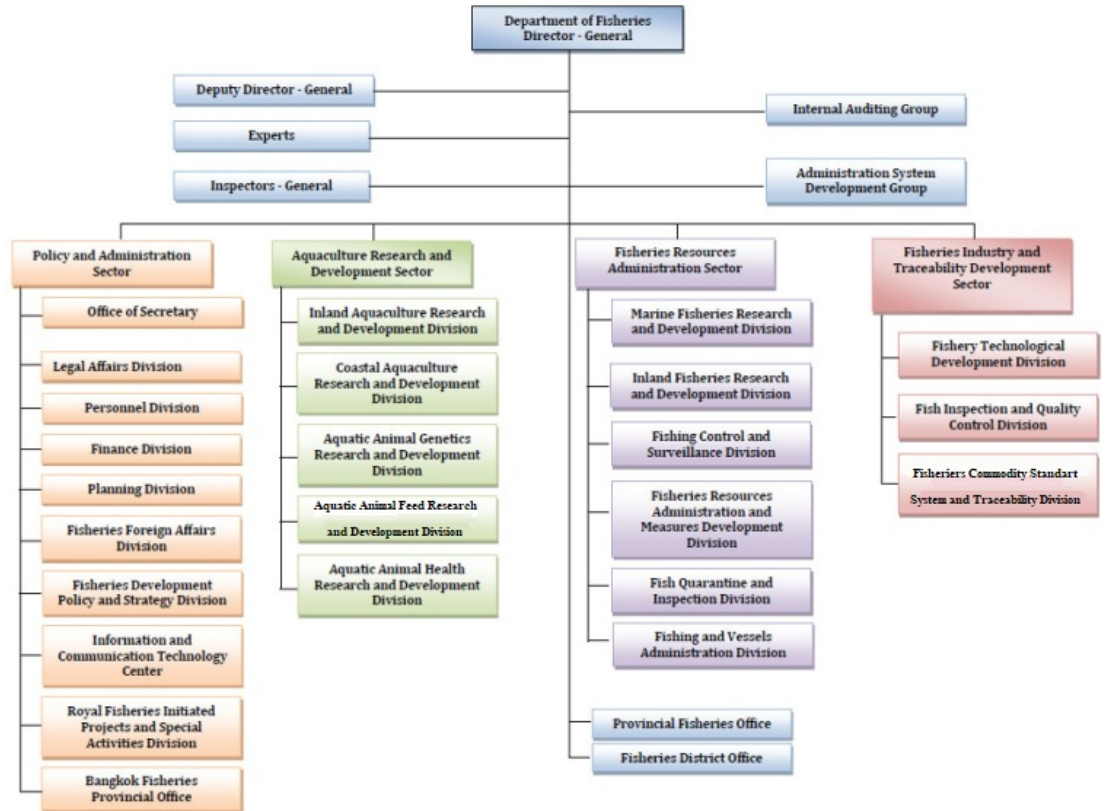 Department of Fisheries
Director - General
Deputy Director - General
Internal Auditing Group
Experts
Inspectors - General
Administration System
Development Group
Policy and Administration
Sector
Office of Secretary
Legal Affairs Division
Personnel Division
Finance Division
Planning Division
Fisheries Foreign Affairs
Division
Fisheries Development
Policy and Strategy Division
Information and
Communication Technology
Center
Royal Fisheries Initiated
Projects and Special
Activities Division
Bangkok Fisheries
Provincial Office
Aquaculture Research and
Development Sector
Inland Aquaculture Research
and Development Division
Coastal Aquaculture
Research and Development
Division
Aquatic Animal Genetics
Research and Development
Division
Aquatic Animal Feed Research
and Development Division
Aquatic Animal Health
Research and Development
Division
Fisheries Resources
Administration Sector
Marine Fisheries Research
and Development Division
Inland Fisheries Research
and Development Division
Fishing Control and
Surveillance Division
Fisheries Resources
Administration and
Measures Development
Division
Fish Quarantine and
Inspection Division
Fishing and Vessels
Administration Division
Fisheries Industry and
Traceability Development
Sector
Fishery Technological
Development Division
Fish Inspection and Quality
Control Division
Fisheriers Commodity Standart
System and Traceability Division
Provincial Fisheries Office
Fisheries District Office